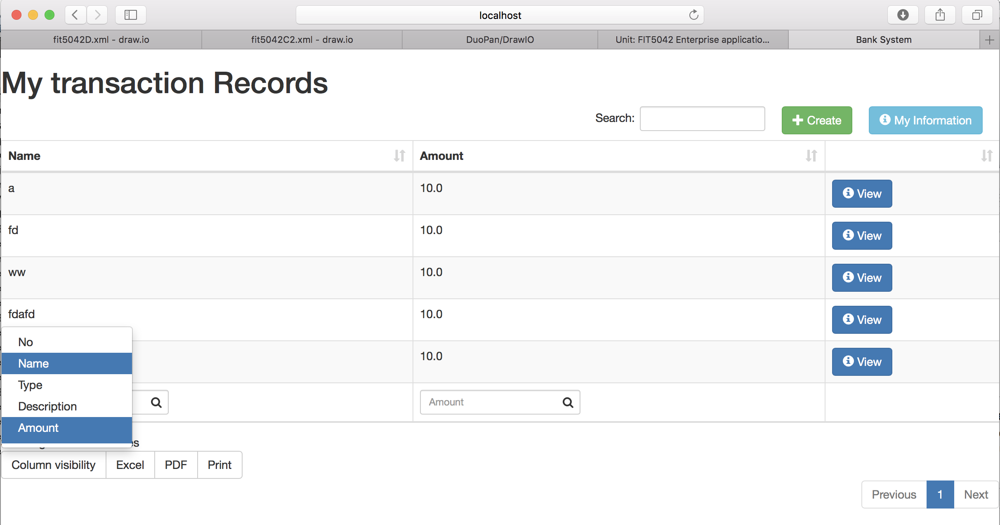 localhost
fit5042D.xml - draw.io
fit5042C2.xml - draw.io
DuoPan/DrawIO
Unit: FIT5042 Enterprise applicatio...
Bank System
My transaction Records
Search:
Create
My Information
Name
Amount
a
10.0
View
fd
10.0
View
ww
10.0
View
fdafd
10.0
View
10.0
View
No
Name
Type
Description
Amount
Amount
Column visibility
Excel
PDF
Print
Previous
1
Next